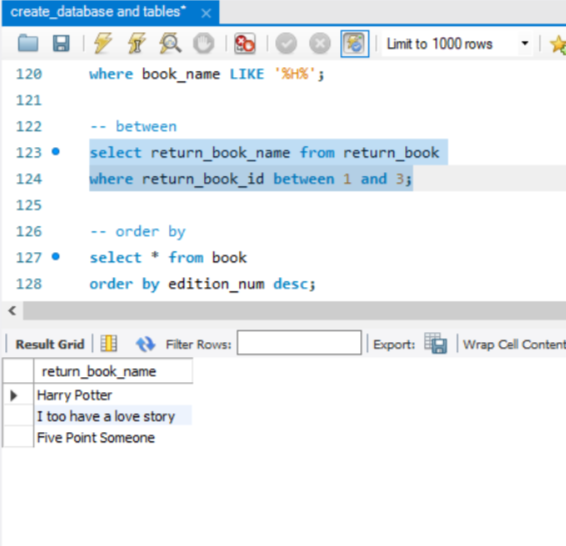 create_database and tables*
Limit to 1000 rows
120 where book_name LIKE '%H%';
121
122 -- between
123 select return_book_name from return_book
124 where return_book_id between 1 and 3;
125
126 -- order by
127 select * from book
128 order by edition_num desc;
Result Grid Filter Rows: Export: Wrap Cell Content
return_book_name
Harry Potter
I too have a love story
Five Point Someone